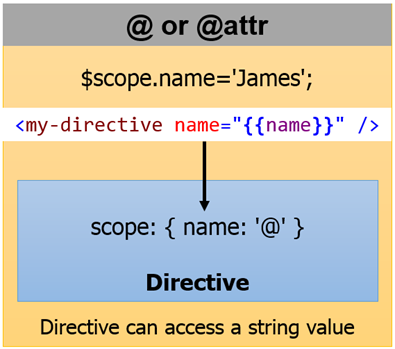 @ or @attr
$scope.name='James';
<my-directive name="{{name}}" />
scope: { name: '@' }
Directive
Directive can access a string value